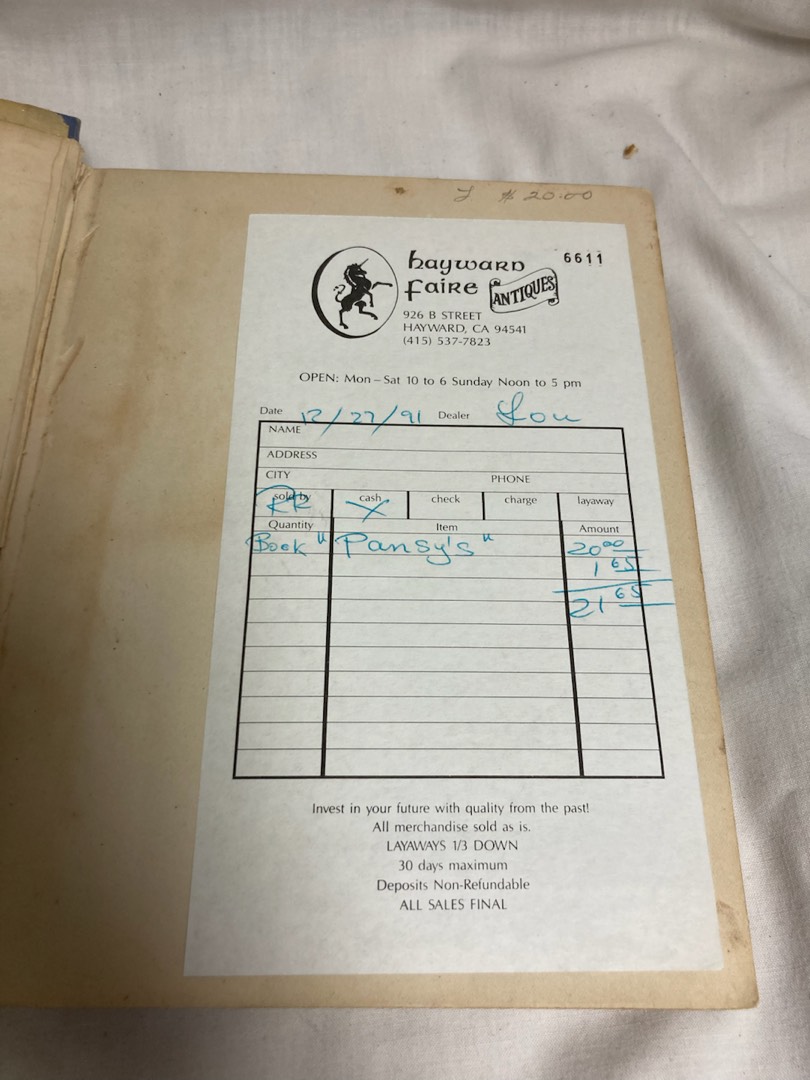 $ 20.00
6611
hayward
faire ANTIQUES
926 B STREET
HAYWARD, CA 94541
(415) 537-7823
OPEN: Mon – Sat 10 to 6 Sunday Noon to 5 pm
Date 12/27/91 Dealer Lou
NAME
ADDRESS
CITY PHONE
sold by cash check charge layaway
RR X
Quantity Item Amount
Book "Pansy's" 20 00
1 65
21 65
Invest in your future with quality from the past!
All merchandise sold as is.
LAYAWAYS 1/3 DOWN
30 days maximum
Deposits Non-Refundable
ALL SALES FINAL